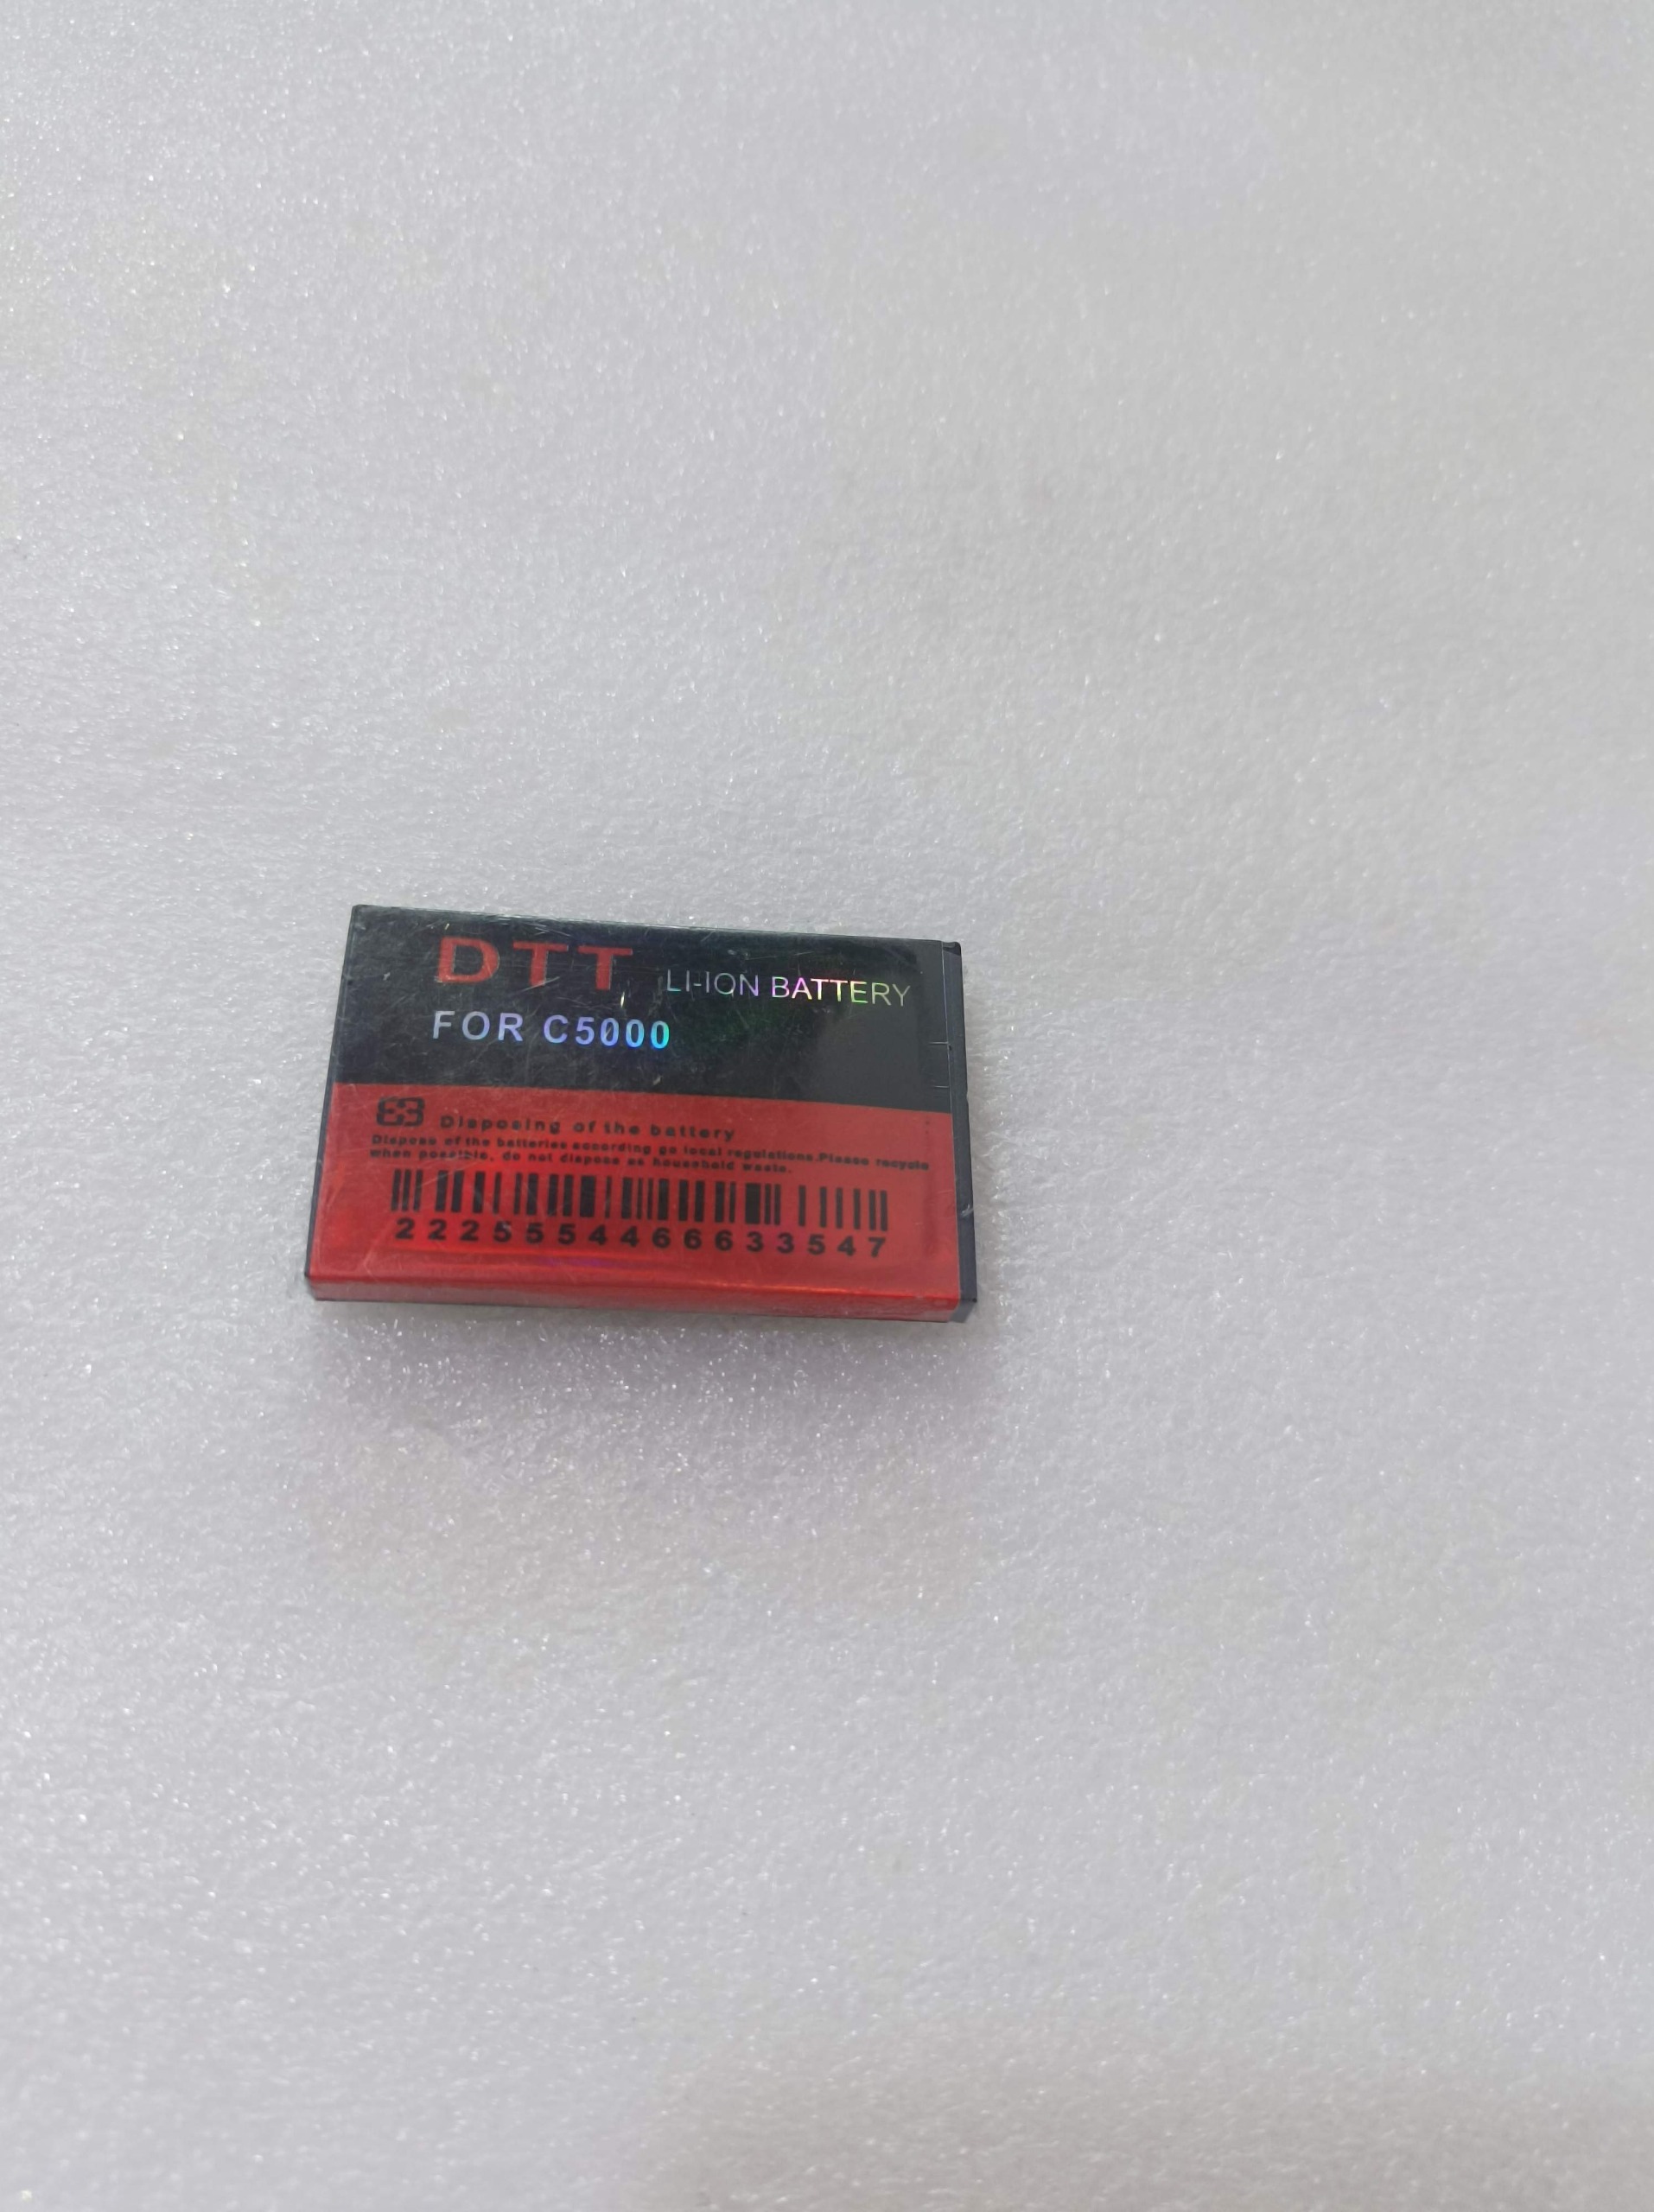 DTT LI-ION BATTERY
FOR C5000
Disposing of the battery
Dispose of the batteries according go local regulations.Please recycle
when possible, do not dispose as household waste.
2225554466633547